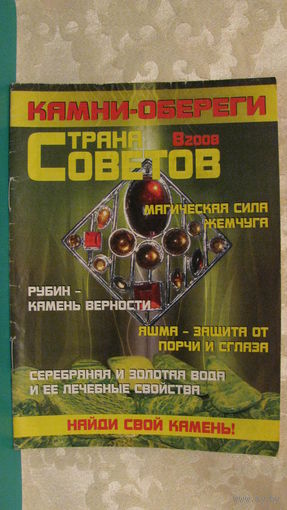 КАМНИ-ОБЕРЕГИ
СТРАНА СОВЕТОВ
8 2008
МАГИЧЕСКАЯ СИЛА
ЖЕМЧУГА
РУБИН -
КАМЕНЬ ВЕРНОСТИ
ЯШМА - ЗАЩИТА ОТ
ПОРЧИ И СГЛАЗА
СЕРЕБРЯНАЯ И ЗОЛОТАЯ ВОДА
И ЕЕ ЛЕЧЕБНЫЕ СВОЙСТВА
НАЙДИ СВОЙ КАМЕНЬ!